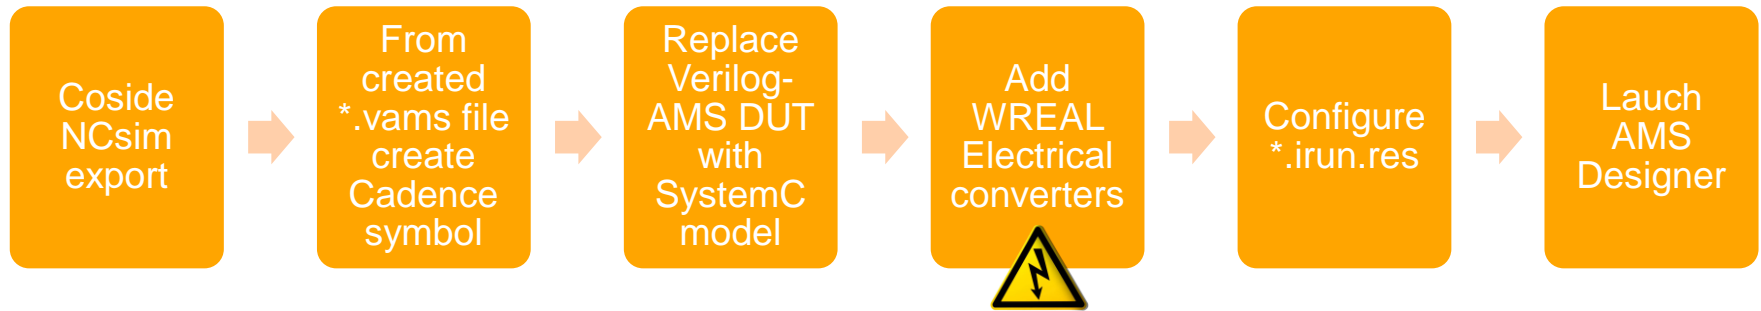 Coside
NCsim
export
From
created
*.vams file
create
Cadence
symbol
Replace
Verilog-
AMS DUT
with
SystemC
model
Add
WREAL
Electrical
converters
Configure
*.irun.res
Lauch
AMS
Designer